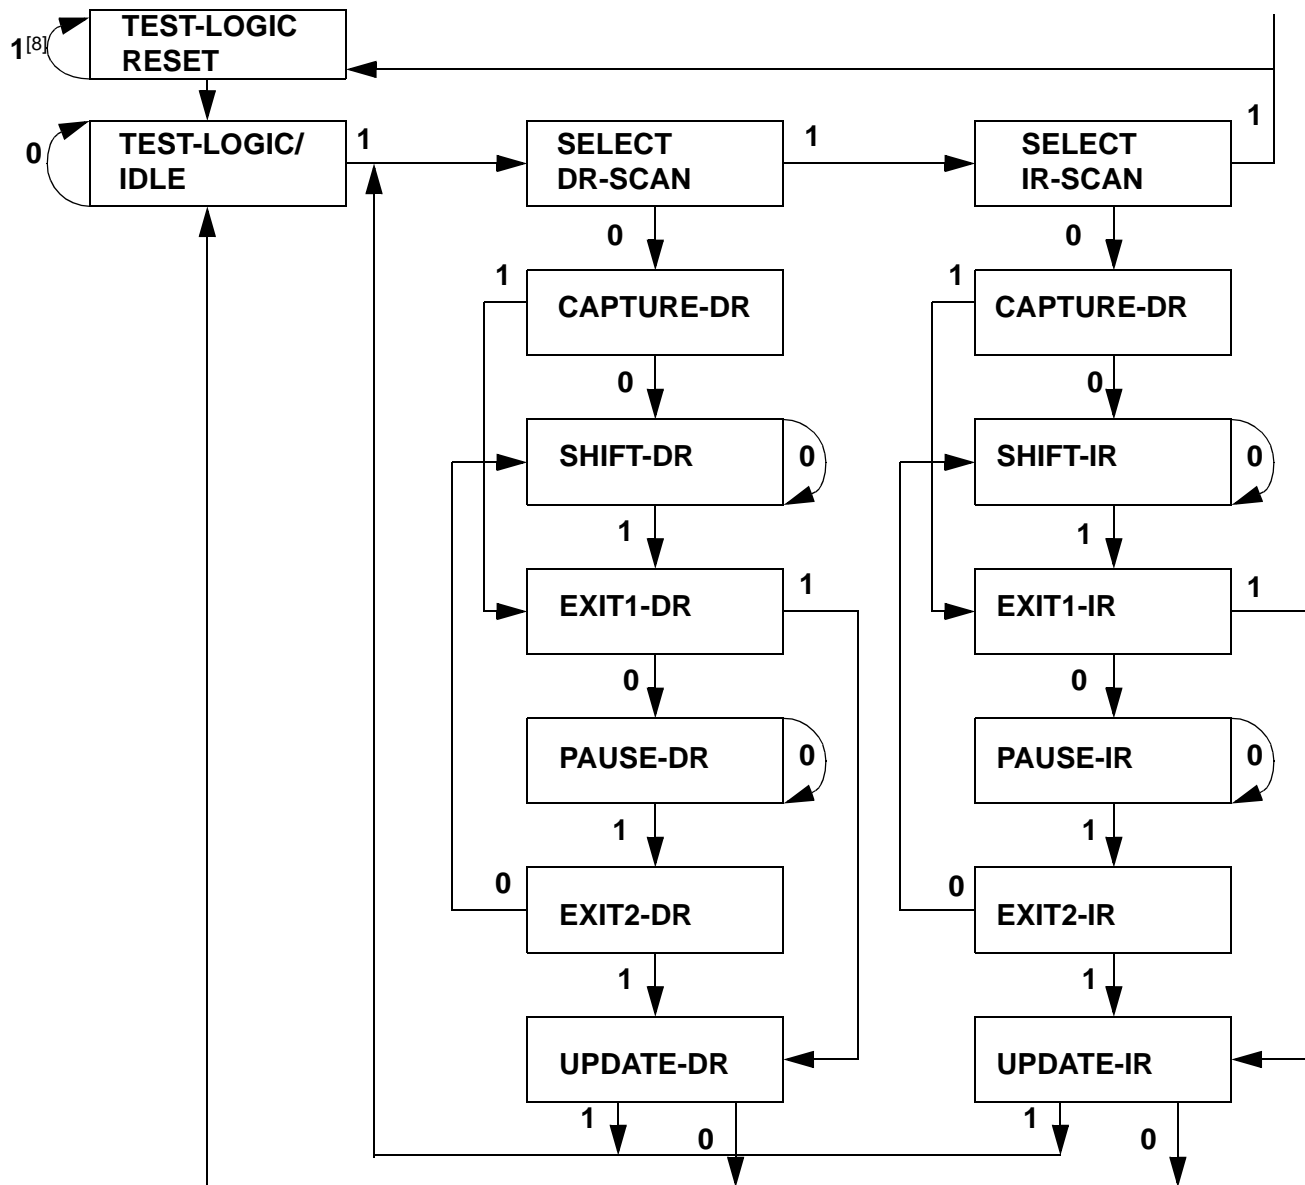 TEST-LOGIC
RESET
1[8]
TEST-LOGIC/
IDLE
0
1
SELECT
DR-SCAN
1
SELECT
IR-SCAN
1
0
0
1
CAPTURE-DR
1
CAPTURE-DR
0
0
SHIFT-DR
0
SHIFT-IR
0
1
1
EXIT1-DR
1
EXIT1-IR
1
0
0
PAUSE-DR
0
PAUSE-IR
0
1
1
0
EXIT2-DR
0
EXIT2-IR
1
1
UPDATE-DR
UPDATE-IR
1
0
1
0